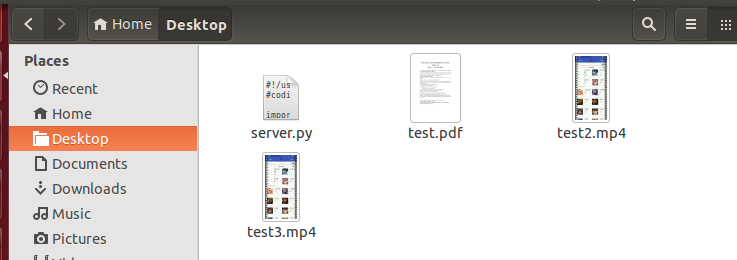 Home Desktop
Places
Recent
Home
Desktop
Documents
Downloads
Music
Pictures
#!/us
#codi
impor
server.py
test.pdf
test2.mp4
test3.mp4